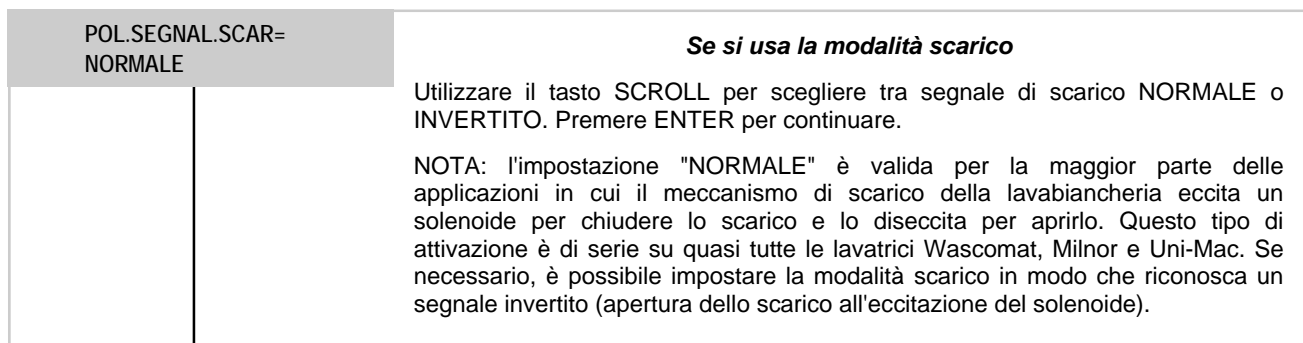 POL.SEGNAL.SCAR=
NORMALE
Se si usa la modalità scarico
Utilizzare il tasto SCROLL per scegliere tra segnale di scarico NORMALE o
INVERTITO. Premere ENTER per continuare.
NOTA: l'impostazione "NORMALE" è valida per la maggior parte delle
applicazioni in cui il meccanismo di scarico della lavabiancheria eccita un
solenoide per chiudere lo scarico e lo diseccita per aprirlo. Questo tipo di
attivazione è di serie su quasi tutte le lavatrici Wascomat, Milnor e Uni-Mac. Se
necessario, è possibile impostare la modalità scarico in modo che riconosca un
segnale invertito (apertura dello scarico all'eccitazione del solenoide).